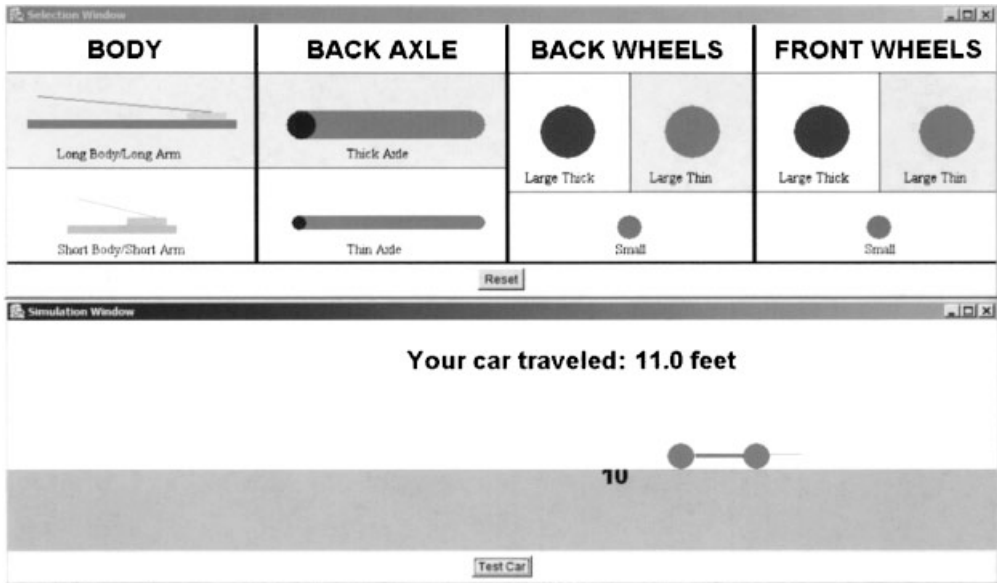 Selection Window
BODY
BACK AXLE
BACK WHEELS
FRONT WHEELS
Long Body/Long Arm
Thick Axle
Large Thick
Large Thin
Large Thick
Large Thin
Short Body/Short Arm
Thin Axle
Small
Small
Reset
Simulation Window
Your car traveled: 11.0 feet
10
Test Car